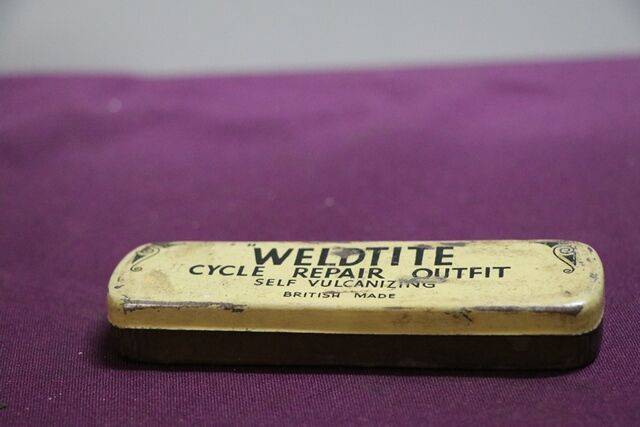 "WELDTITE
CYCLE REPAIR OUTFIT
SELF VULCANIZING
BRITISH MADE